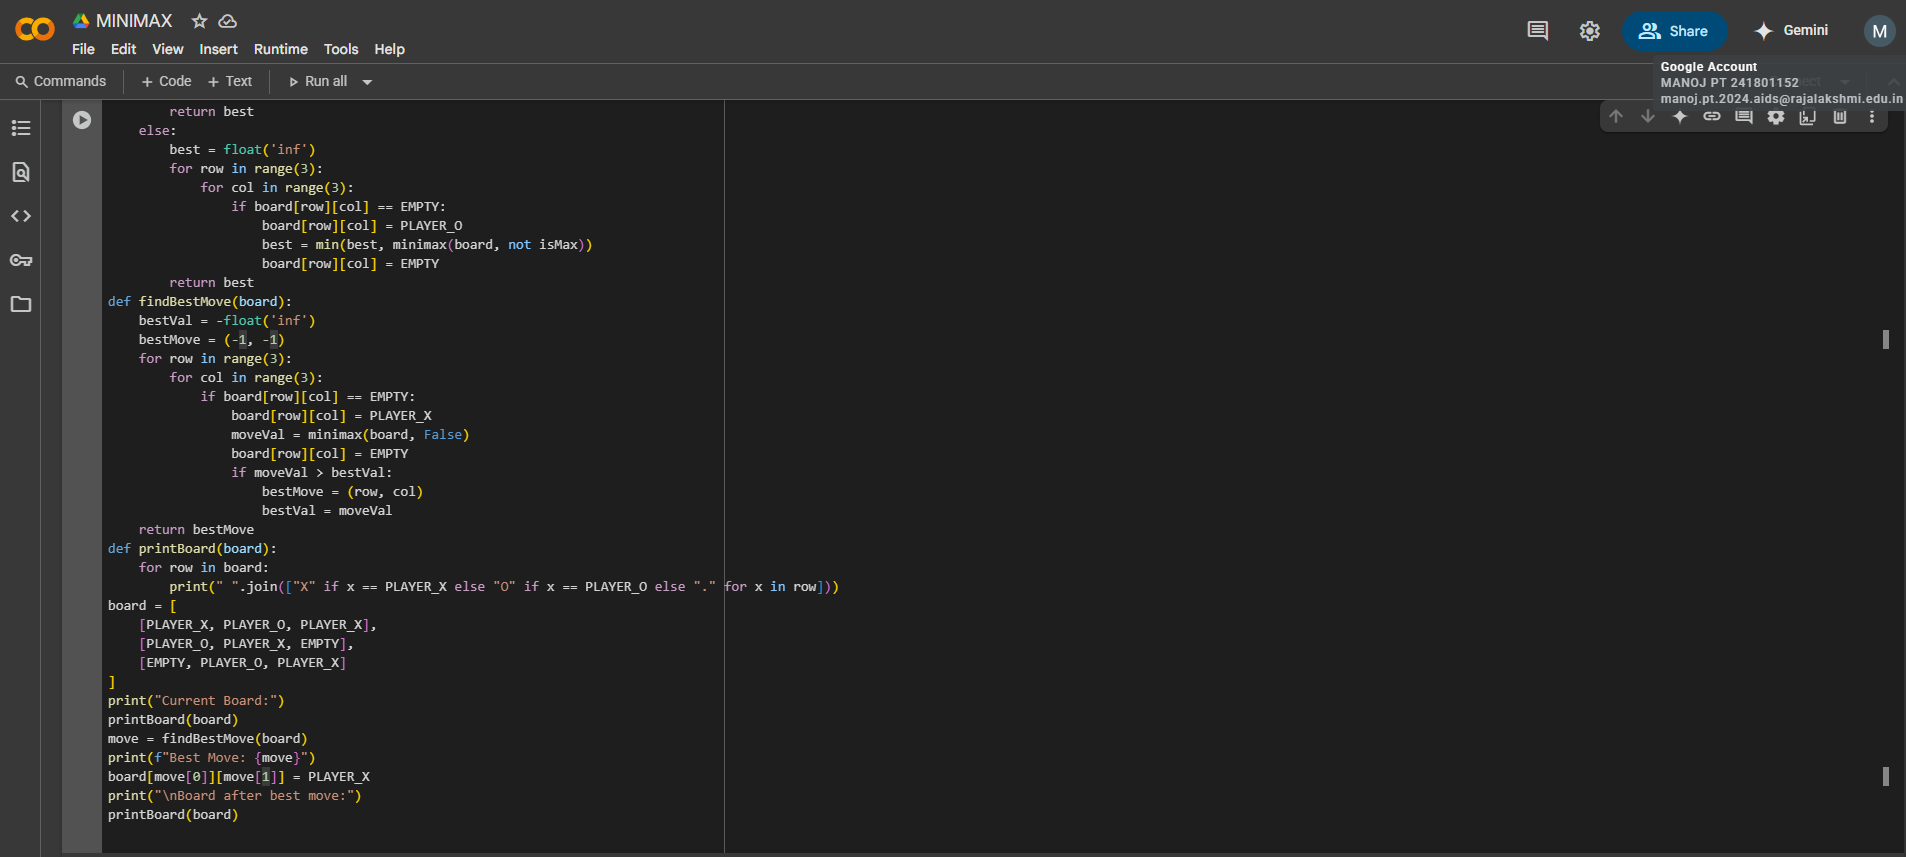 MINIMAX
File Edit View Insert Runtime Tools Help
Share
Gemini
M
Commands + Code + Text Run all
Google Account
MANOJ PT 241801152
manoj.pt.2024.aids@rajalakshmi.edu.in
        return best
    else:
        best = float('inf')
        for row in range(3):
            for col in range(3):
                if board[row][col] == EMPTY:
                    board[row][col] = PLAYER_O
                    best = min(best, minimax(board, not isMax))
                    board[row][col] = EMPTY
        return best
def findBestMove(board):
    bestVal = -float('inf')
    bestMove = (-1, -1)
    for row in range(3):
        for col in range(3):
            if board[row][col] == EMPTY:
                board[row][col] = PLAYER_X
                moveVal = minimax(board, False)
                board[row][col] = EMPTY
                if moveVal > bestVal:
                    bestMove = (row, col)
                    bestVal = moveVal
    return bestMove
def printBoard(board):
    for row in board:
        print(" ".join(["X" if x == PLAYER_X else "O" if x == PLAYER_O else "." for x in row]))
board = [
    [PLAYER_X, PLAYER_O, PLAYER_X],
    [PLAYER_O, PLAYER_X, EMPTY],
    [EMPTY, PLAYER_O, PLAYER_X]
]
print("Current Board:")
printBoard(board)
move = findBestMove(board)
print(f"Best Move: {move}")
board[move[0]][move[1]] = PLAYER_X
print("\nBoard after best move:")
printBoard(board)